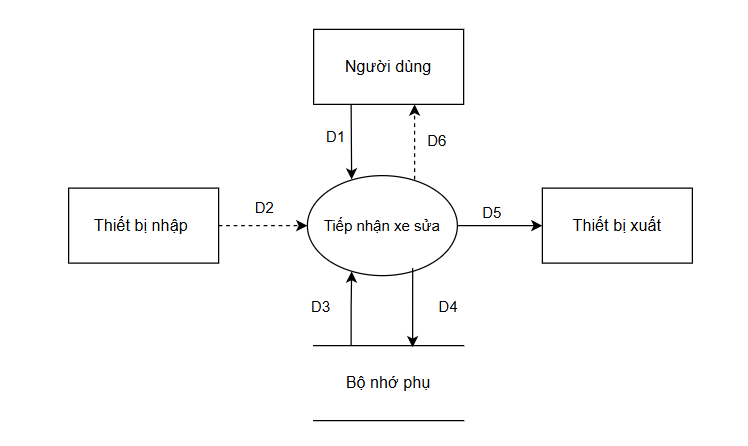 Người dùng
D1
D6
Thiết bị nhập
D2
Tiếp nhận xe sửa
D5
Thiết bị xuất
D3
D4
Bộ nhớ phụ